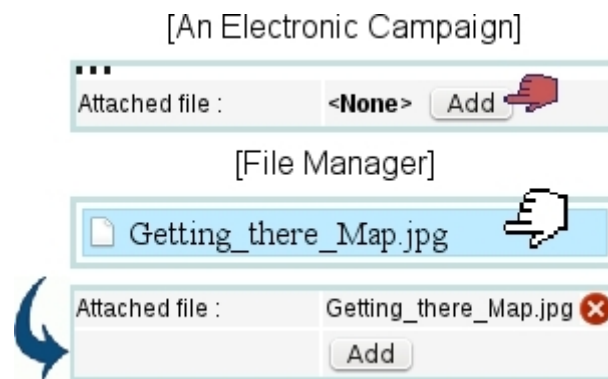 [An Electronic Campaign]
...
Attached file : <None> Add
[File Manager]
Getting_there_Map.jpg
Attached file : Getting_there_Map.jpg
Add